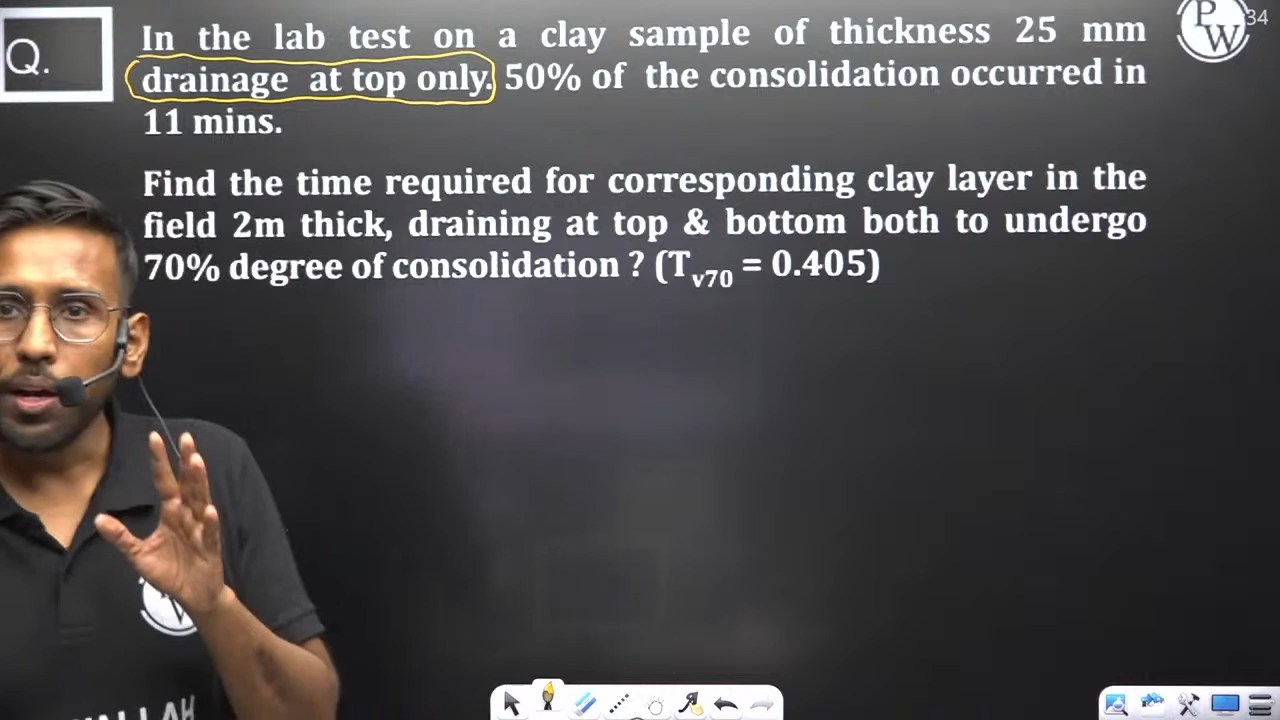 34
P
W
Q.
In the lab test on a clay sample of thickness 25 mm
drainage at top only. 50% of the consolidation occurred in
11 mins.
Find the time required for corresponding clay layer in the
field 2m thick, draining at top & bottom both to undergo
70% degree of consolidation ? (Tv70 = 0.405)